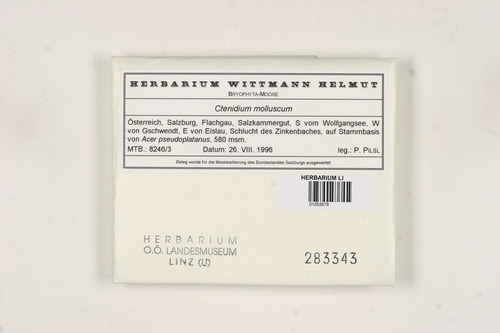 HERBARIUM WITTMANN HELMUT
BRYOPHYTA-MOOSE
Ctenidium molluscum
Österreich, Salzburg, Flachgau, Salzkammergut, S vom Wolfgangsee, W
von Gschwendt, E von Eislau, Schlucht des Zinkenbaches, auf Stammbasis
von Acer pseudoplatanus, 580 msm.
MTB.: 8246/3 Datum: 26. VIII. 1996 leg.: P. PILSL
Beleg wurde für die Mooskartierung des Bundeslandes Salzburgs ausgewertet
HERBARIUM LI
01053678
HERBARIUM
O.Ö. LANDESMUSEUM
LINZ (LI)
283343